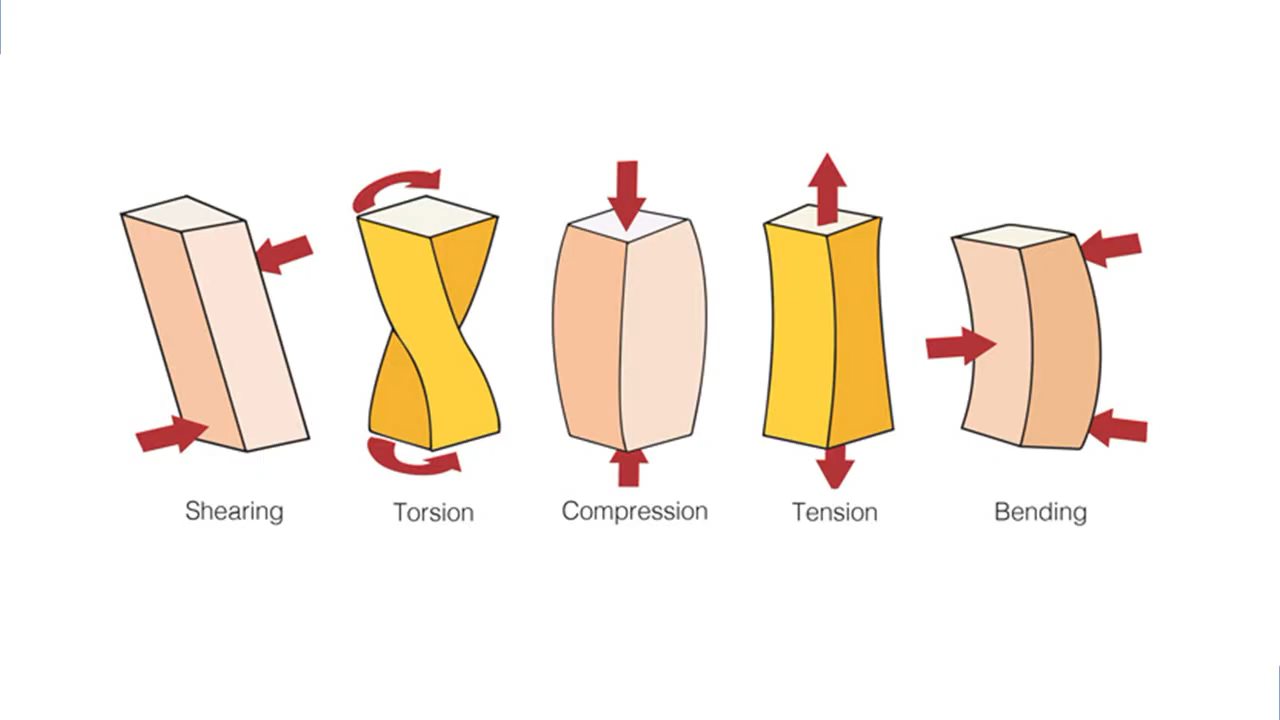 Shearing
Torsion
Compression
Tension
Bending